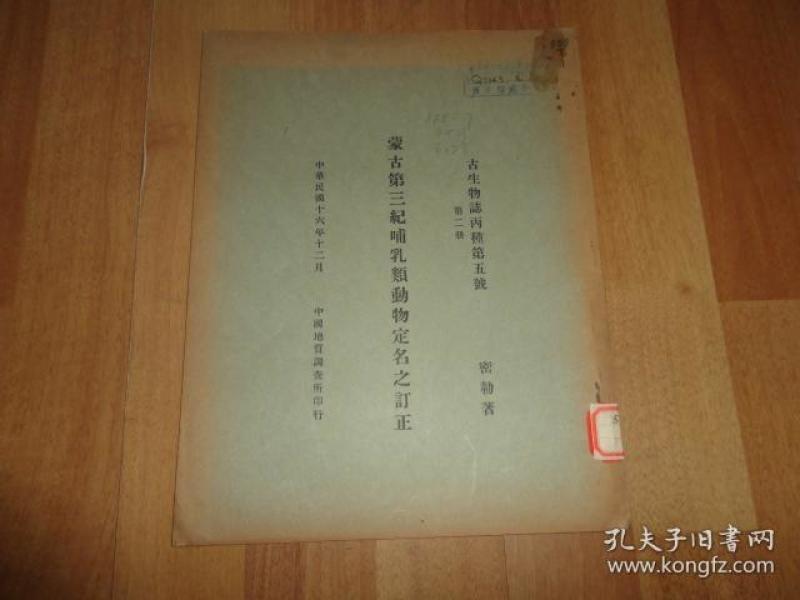 古生物誌丙種第五號
第二冊
密勒著
蒙古第三紀哺乳類動物定名之訂正
中華民國十六年十二月
中國地質調查所印行
孔夫子旧书网
www.kongfz.com